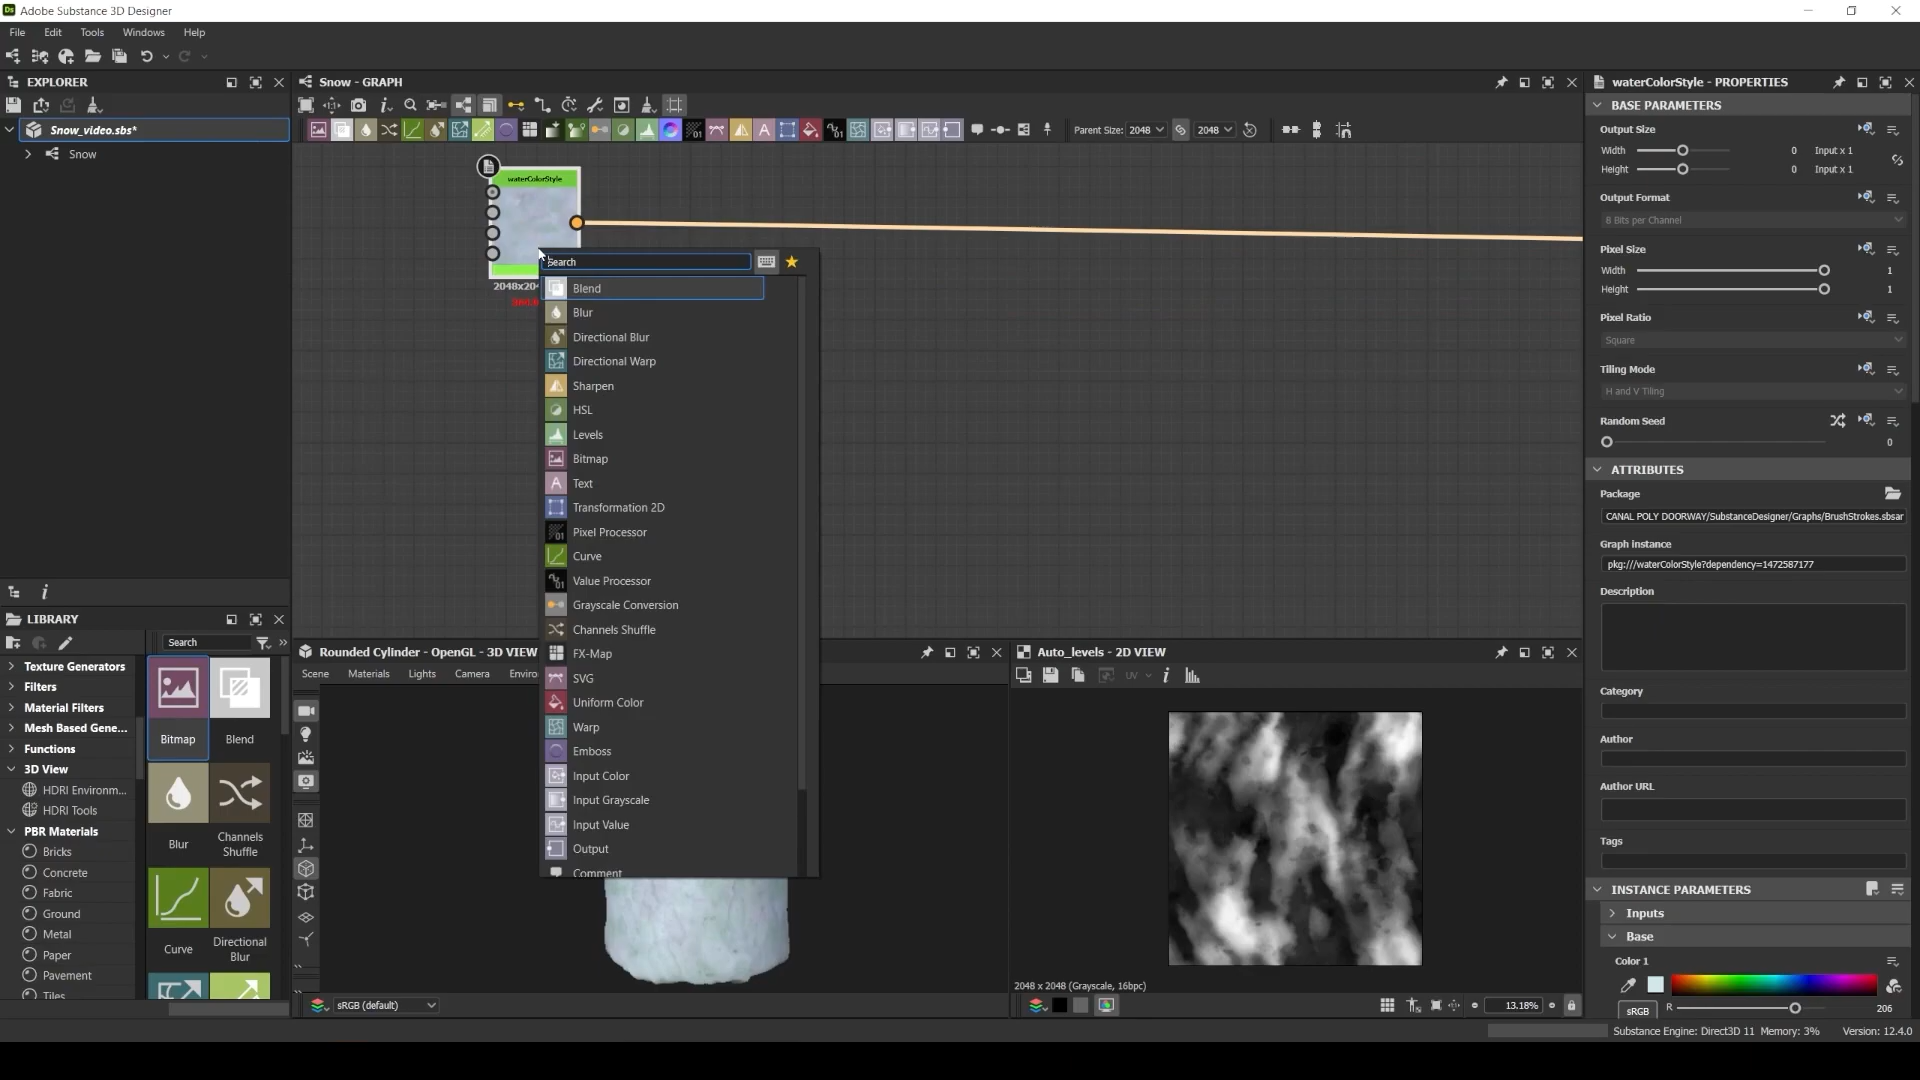 Adobe Substance 3D Designer
File Edit Tools Windows Help
EXPLORER
Snow_video.sbs*
Snow
LIBRARY
Search
Texture Generators
Filters
Material Filters
Mesh Based Gene...
Functions
3D View
HDRI Environm...
HDRI Tools
PBR Materials
Bricks
Concrete
Fabric
Ground
Metal
Paper
Pavement
Tiles
Bitmap
Blend
Blur
Channels Shuffle
Curve
Directional Blur
Snow - GRAPH
Parent Size: 2048 2048
waterColorStyle
2048x204
Search
Blend
Blur
Directional Blur
Directional Warp
Sharpen
HSL
Levels
Bitmap
Text
Transformation 2D
Pixel Processor
Curve
Value Processor
Grayscale Conversion
Channels Shuffle
FX-Map
SVG
Uniform Color
Warp
Emboss
Input Color
Input Grayscale
Input Value
Output
Comment
Rounded Cylinder - OpenGL - 3D VIEW
Scene Materials Lights Camera Enviro
sRGB (default)
Auto_levels - 2D VIEW
UV
2048 x 2048 (Grayscale, 16bpc)
13.18%
waterColorStyle - PROPERTIES
BASE PARAMETERS
Output Size
Width 0 Input x 1
Height 0 Input x 1
Output Format
8 Bits per Channel
Pixel Size
Width 1
Height 1
Pixel Ratio
Square
Tiling Mode
H and V Tiling
Random Seed
0
ATTRIBUTES
Package
CANAL POLY DOORWAY/SubstanceDesigner/Graphs/BrushStrokes.sbsar
Graph instance
pkg:///waterColorStyle?dependency=1472587177
Description
Category
Author
Author URL
Tags
INSTANCE PARAMETERS
Inputs
Base
Color 1
sRGB R 206
Substance Engine: Direct3D 11 Memory: 3% Version: 12.4.0